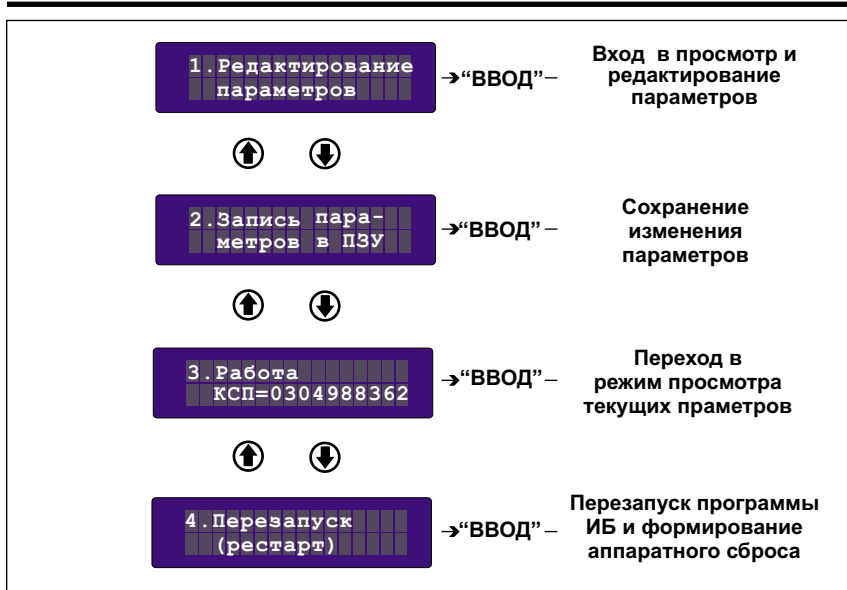 1.Редактирование
параметров
➔“ВВОД”–
Вход в просмотр и
редактирование
параметров
2.Запись пара-
метров в ПЗУ
➔“ВВОД”–
Сохранение
изменения
параметров
3.Работа
КСП=0304988362
➔“ВВОД”–
Переход в
режим просмотра
текущих праметров
4.Перезапуск
(рестарт)
➔“ВВОД”–
Перезапуск программы
ИБ и формирование
аппаратного сброса